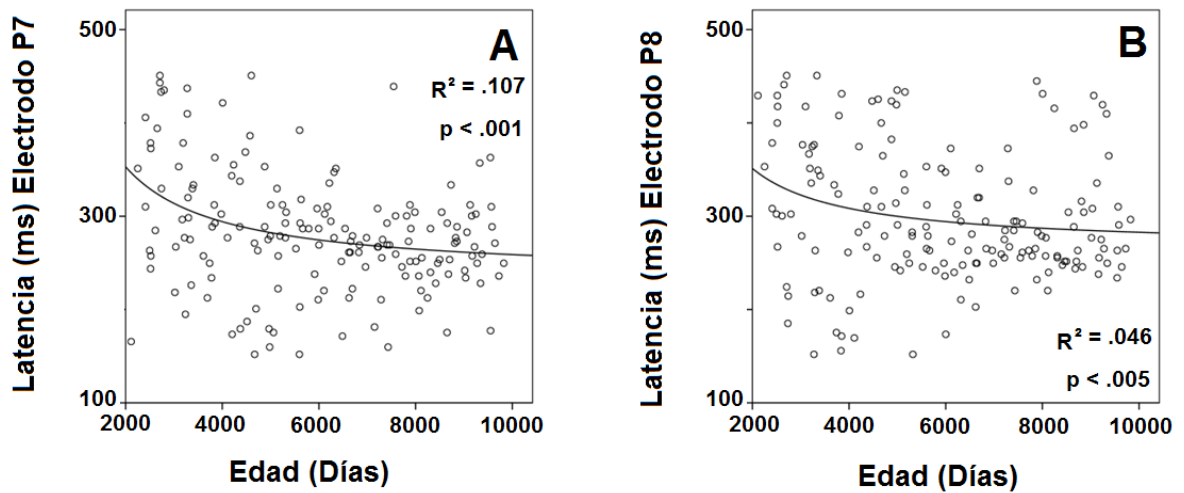 Latencia (ms) Electrodo P7
500
300
100
A
R² = .107
p < .001
2000 4000 6000 8000 10000
Edad (Días)
Latencia (ms) Electrodo P8
500
300
100
B
R² = .046
p < .005
2000 4000 6000 8000 10000
Edad (Días)